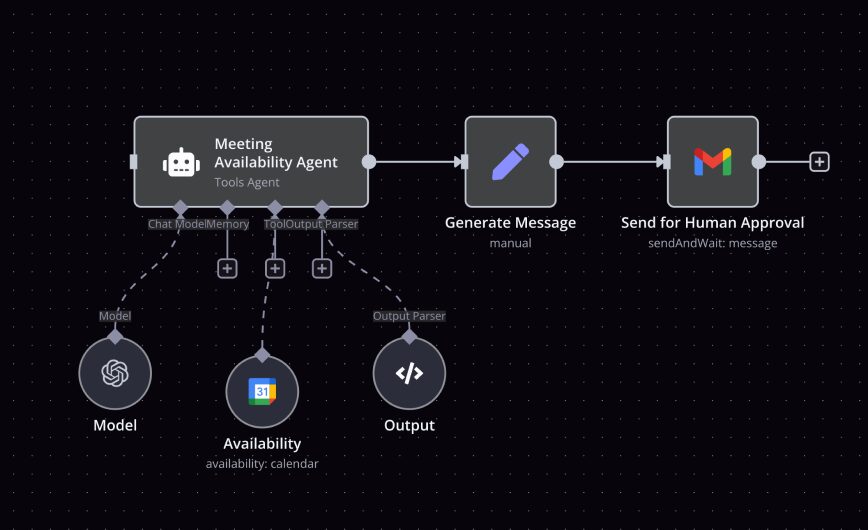 Meeting
Availability Agent
Tools Agent
Chat Model
Memory
Tool
Output Parser
Generate Message
manual
Send for Human Approval
sendAndWait: message
Model
Output Parser
31
Model
Availability
availability: calendar
Output